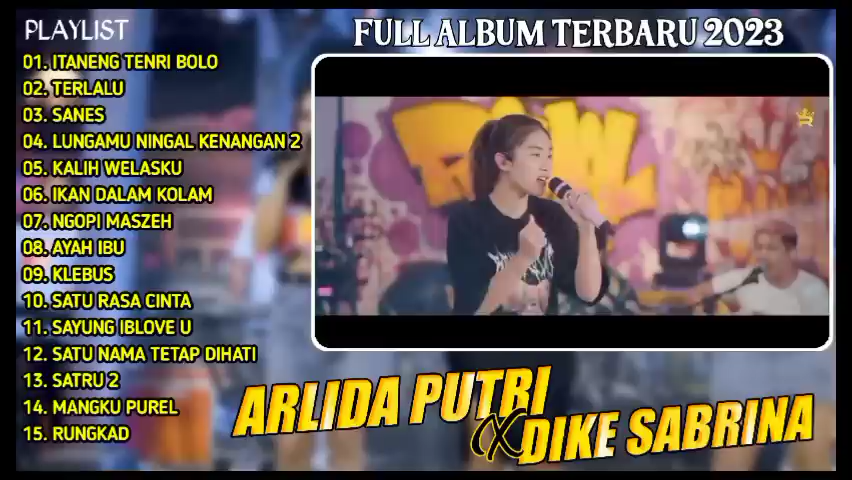 PLAYLIST
FULL ALBUM TERBARU 2023
01. ITANENG TENRI BOLO
02. TERLALU
03. SANES
04. LUNGAMU NINGAL KENANGAN 2
05. KALIH WELASKU
06. IKAN DALAM KOLAM
07. NGOPI MASZEH
08. AYAH IBU
09. KLEBUS
10. SATU RASA CINTA
11. SAYUNG IBLOVE U
12. SATU NAMA TETAP DIHATI
13. SATRU 2
14. MANGKU PUREL
15. RUNGKAD
ARLIDA PUTRI
X DIKE SABRINA